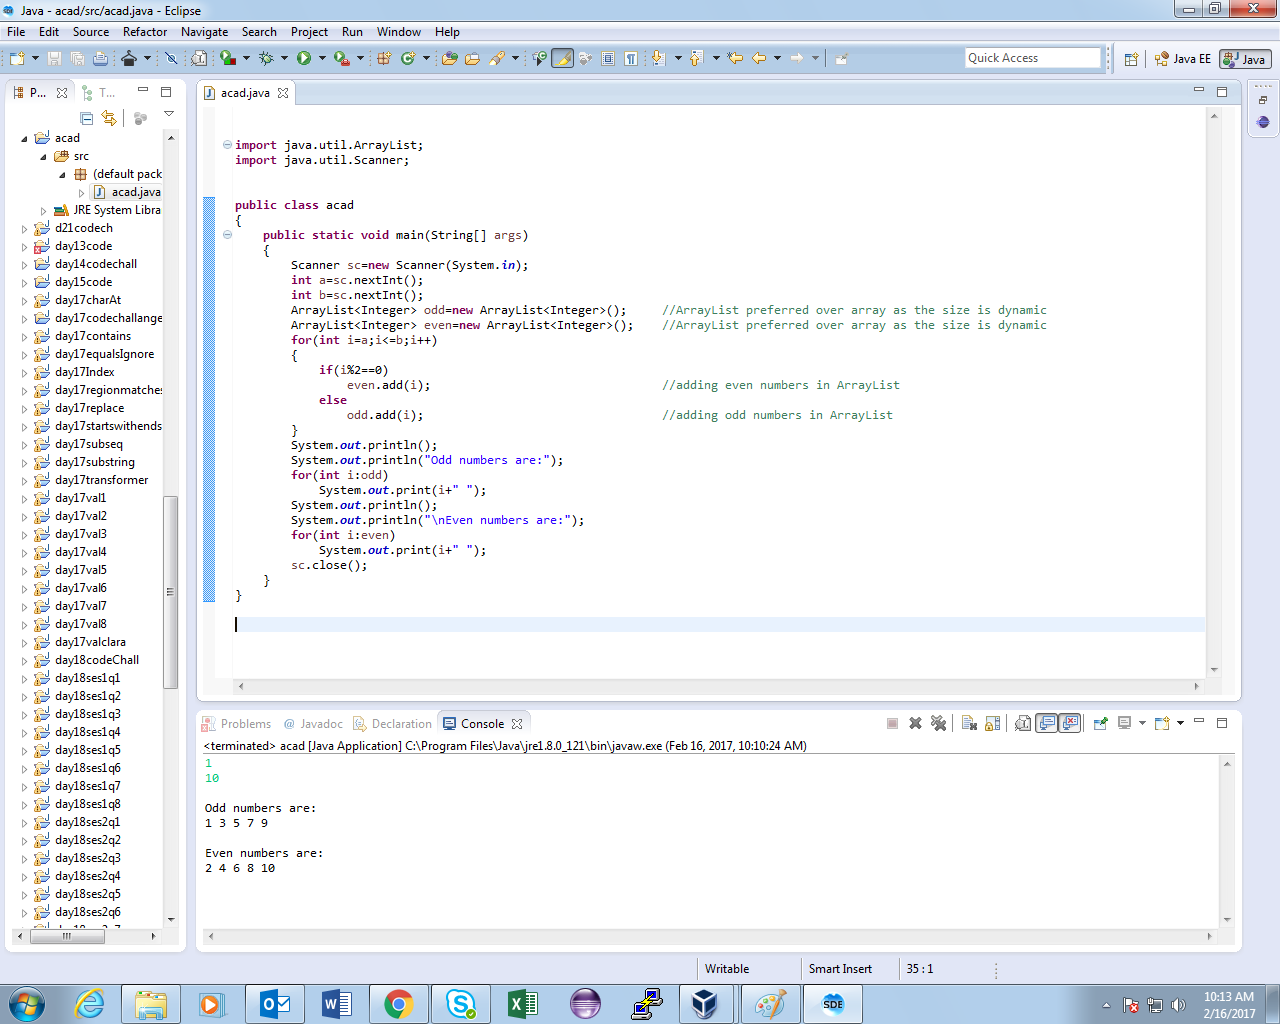 Java - acad/src/acad.java - Eclipse
File Edit Source Refactor Navigate Search Project Run Window Help
Quick Access
Java EE
Java
P...
T...
acad
src
(default pack
acad.java
JRE System Libra
d21codech
day13code
day14codechall
day15code
day17charAt
day17codechallange
day17contains
day17equalsIgnore
day17Index
day17regionmatches
day17replace
day17startswithends
day17subseq
day17substring
day17transformer
day17val1
day17val2
day17val3
day17val4
day17val5
day17val6
day17val7
day17val8
day17valclara
day18codeChall
day18ses1q1
day18ses1q2
day18ses1q3
day18ses1q4
day18ses1q5
day18ses1q6
day18ses1q7
day18ses1q8
day18ses2q1
day18ses2q2
day18ses2q3
day18ses2q4
day18ses2q5
day18ses2q6
acad.java
import java.util.ArrayList;
import java.util.Scanner;
public class acad
{
public static void main(String[] args)
{
Scanner sc=new Scanner(System.in);
int a=sc.nextInt();
int b=sc.nextInt();
ArrayList<Integer> odd=new ArrayList<Integer>(); //ArrayList preferred over array as the size is dynamic
ArrayList<Integer> even=new ArrayList<Integer>(); //ArrayList preferred over array as the size is dynamic
for(int i=a;i<=b;i++)
{
if(i%2==0)
even.add(i); //adding even numbers in ArrayList
else
odd.add(i); //adding odd numbers in ArrayList
}
System.out.println();
System.out.println("Odd numbers are:");
for(int i:odd)
System.out.print(i+" ");
System.out.println();
System.out.println("\nEven numbers are:");
for(int i:even)
System.out.print(i+" ");
sc.close();
}
}
Problems @ Javadoc Declaration Console
<terminated> acad [Java Application] C:\Program Files\Java\jre1.8.0_121\bin\javaw.exe (Feb 16, 2017, 10:10:24 AM)
1
10
Odd numbers are:
1 3 5 7 9
Even numbers are:
2 4 6 8 10
Writable Smart Insert 35 : 1
SDE
10:13 AM
2/16/2017